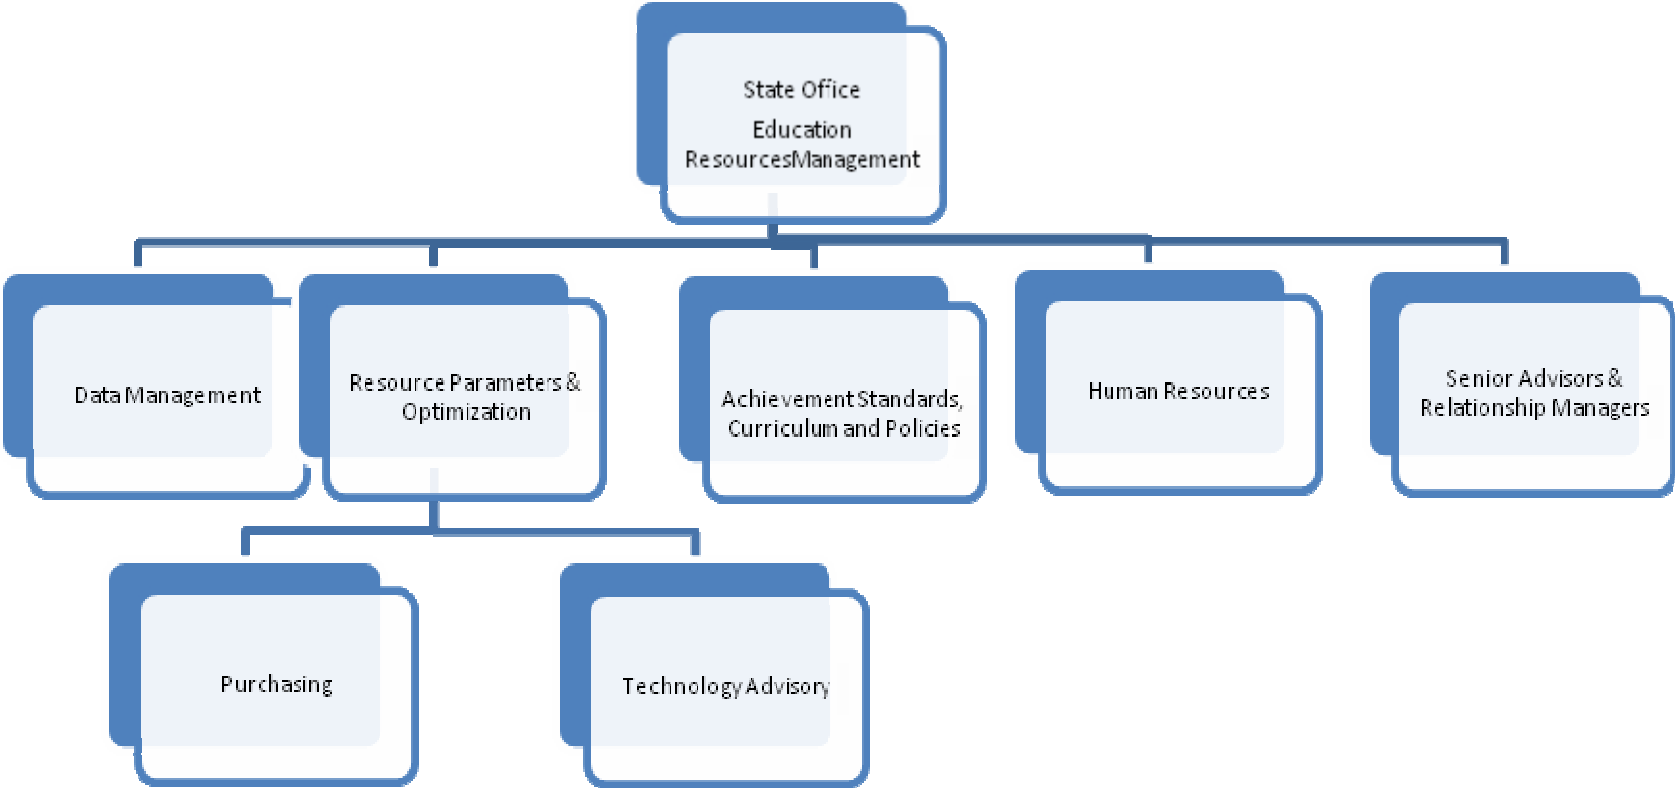 State Office
Education
ResourcesManagement
Data Management
Resource Parameters &
Optimization
Achievement Standards,
Curriculum and Policies
Human Resources
Senior Advisors &
Relationship Managers
Purchasing
Technology Advisory